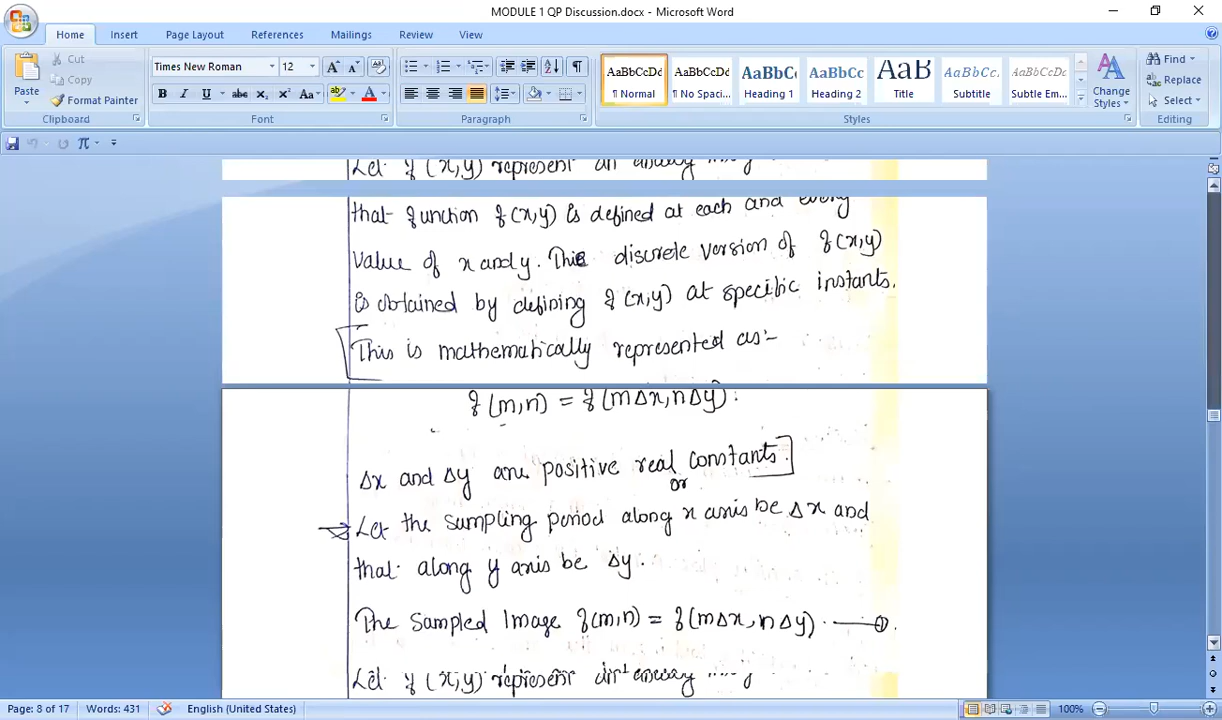 MODULE 1 QP Discussion.docx - Microsoft Word
Home Insert Page Layout References Mailings Review View
Paste Cut Copy Format Painter
Times New Roman 12
AaBbCcDd AaBbCcDd AaBbC AaBbCc AaB AaBbCc. AaBbCcDd
¶ Normal ¶ No Spaci... Heading 1 Heading 2 Title Subtitle Subtle Em...
Change Styles
Find Replace Select
Clipboard Font Paragraph Styles Editing
Let f(x,y) represent an
that function f(x,y) is defined at each and every
value of x and y. The discrete version of f(x,y)
is obtained by defining f(x,y) at specific instants.
This is mathematically represented as:-
f(m,n) = f(mΔx, nΔy).
Δx and Δy are positive real constants.
or
Let the sampling period along x axis be Δx and
that along y axis be Δy.
The Sampled Image f(m,n) = f(mΔx, nΔy) — ①.
Let f(x,y) represent
Page: 8 of 17 Words: 431 English (United States) 100%